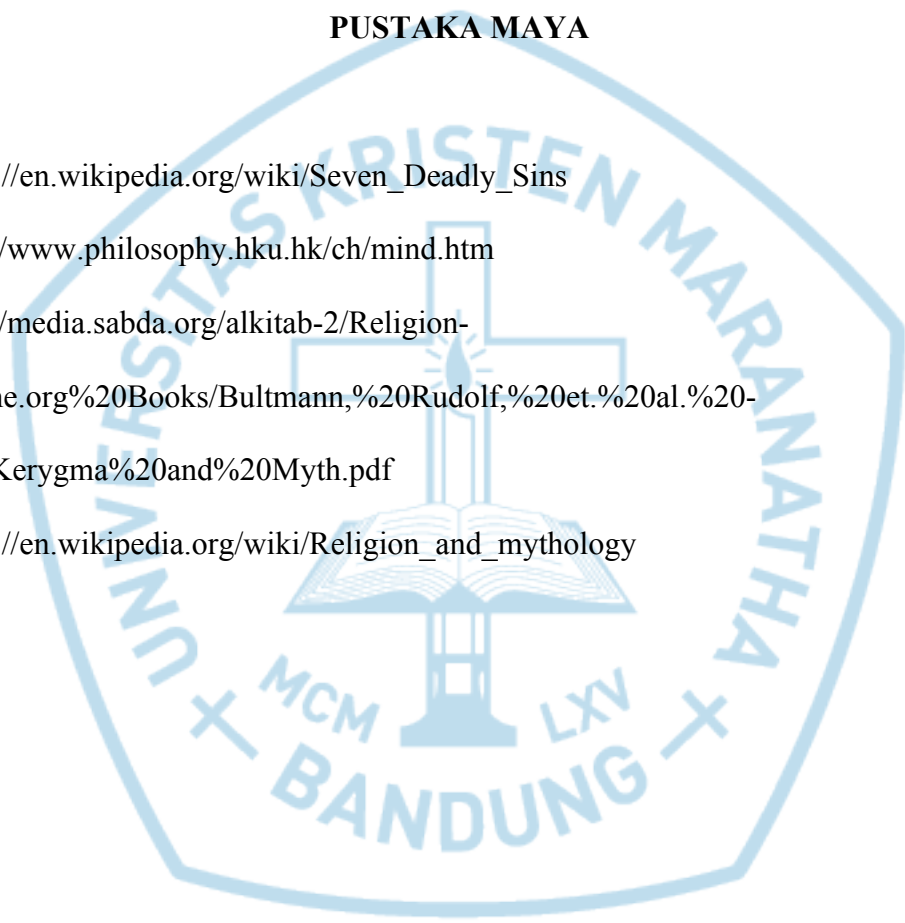 PUSTAKA MAYA
://en.wikipedia.org/wiki/Seven_Deadly_Sins
/www.philosophy.hku.hk/ch/mind.htm
/media.sabda.org/alkitab-2/Religion-
ne.org%20Books/Bultmann,%20Rudolf,%20et.%20al.%20-
Kerygma%20and%20Myth.pdf
://en.wikipedia.org/wiki/Religion_and_mythology
UNIVERSITAS KRISTEN MARANATHA
MCM LXV
BANDUNG